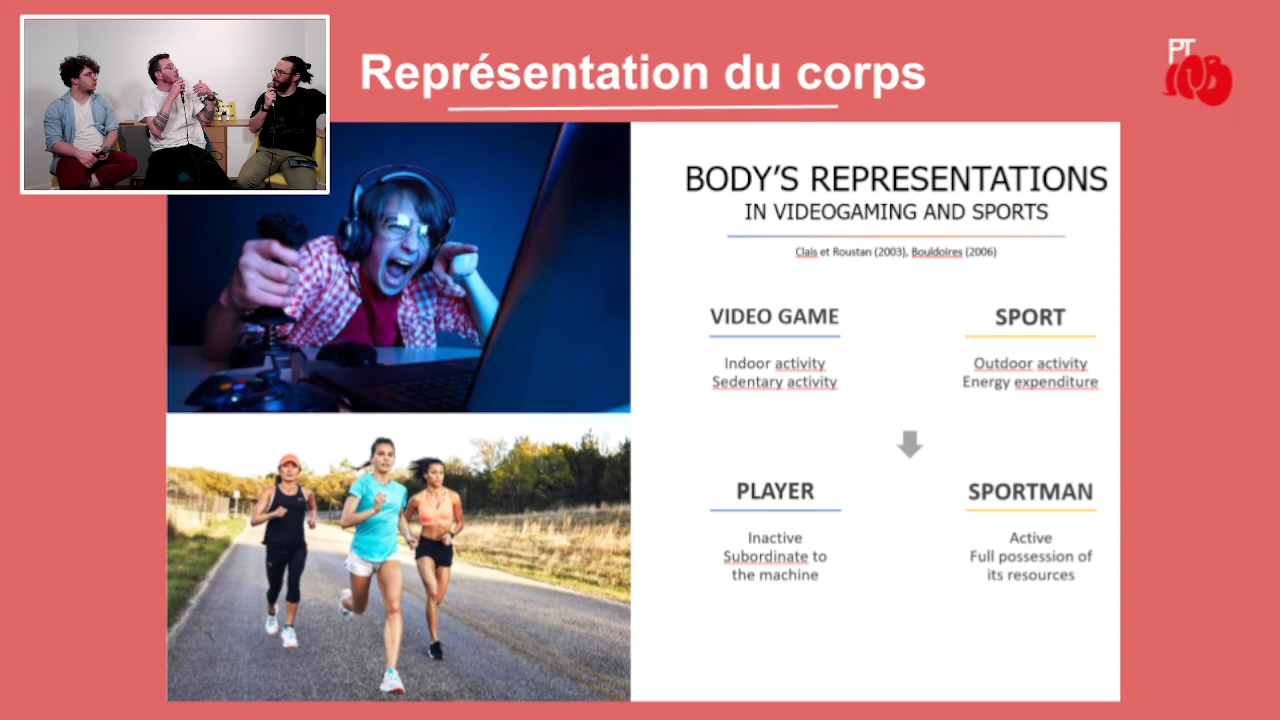 Représentation du corps
PT
BODY'S REPRESENTATIONS
IN VIDEOGAMING AND SPORTS
Clais et Roustan (2003), Bouldoires (2006)
VIDEO GAME
Indoor activity
Sedentary activity
SPORT
Outdoor activity
Energy expenditure
PLAYER
Inactive
Subordinate to
the machine
SPORTMAN
Active
Full possession of
its resources